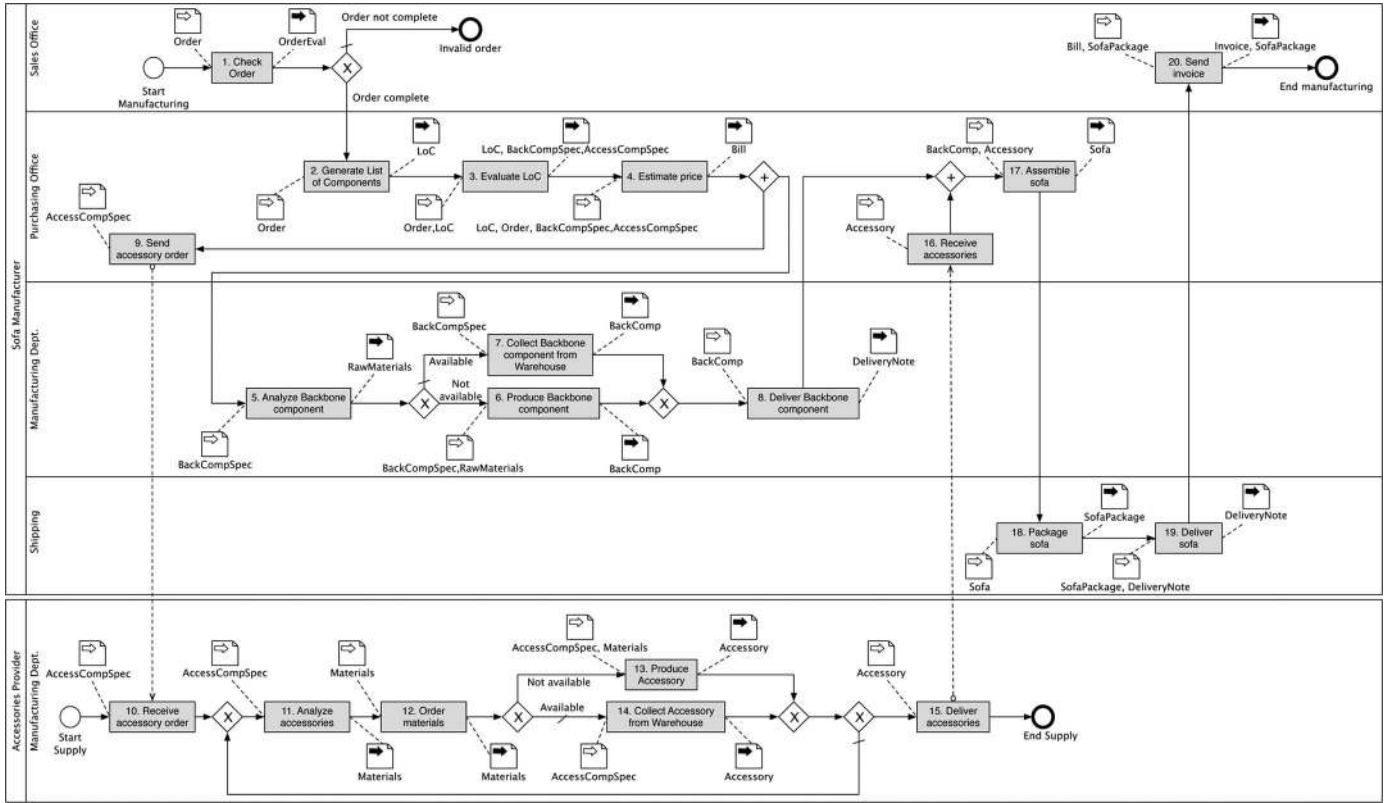 Sofa Manufacturer
Sales Office
Order
OrderEval
1. Check
Order
Start
Manufacturing
Order not complete
Invalid order
Order complete
Bill, SofaPackage
Invoice, SofaPackage
20. Send
invoice
End manufacturing
Purchasing Office
LoC
2. Generate List
of Components
Order
LoC, BackCompSpec,AccessCompSpec
3. Evaluate LoC
Order,LoC
Bill
4. Estimate price
LoC, Order, BackCompSpec,AccessCompSpec
AccessCompSpec
9. Send
accessory order
BackComp, Accessory
Sofa
17. Assemble
sofa
Accessory
16. Receive
accessories
Manufacturing Dept.
RawMaterials
5. Analyze Backbone
component
BackCompSpec
Available
Not
available
BackCompSpec
BackComp
7. Collect Backbone
component from
Warehouse
6. Produce Backbone
component
BackCompSpec,RawMaterials
BackComp
BackComp
DeliveryNote
8. Deliver Backbone
component
Shipping
SofaPackage
DeliveryNote
18. Package
sofa
19. Deliver
sofa
Sofa
SofaPackage, DeliveryNote
Accessories Provider
Manufacturing Dept.
AccessCompSpec
Start
Supply
10. Receive
accessory order
AccessCompSpec
11. Analyze
accessories
Materials
Materials
12. Order
materials
Materials
Not available
Available
AccessCompSpec, Materials
Accessory
13. Produce
Accessory
14. Collect Accessory
from Warehouse
AccessCompSpec
Accessory
Accessory
15. Deliver
accessories
End Supply